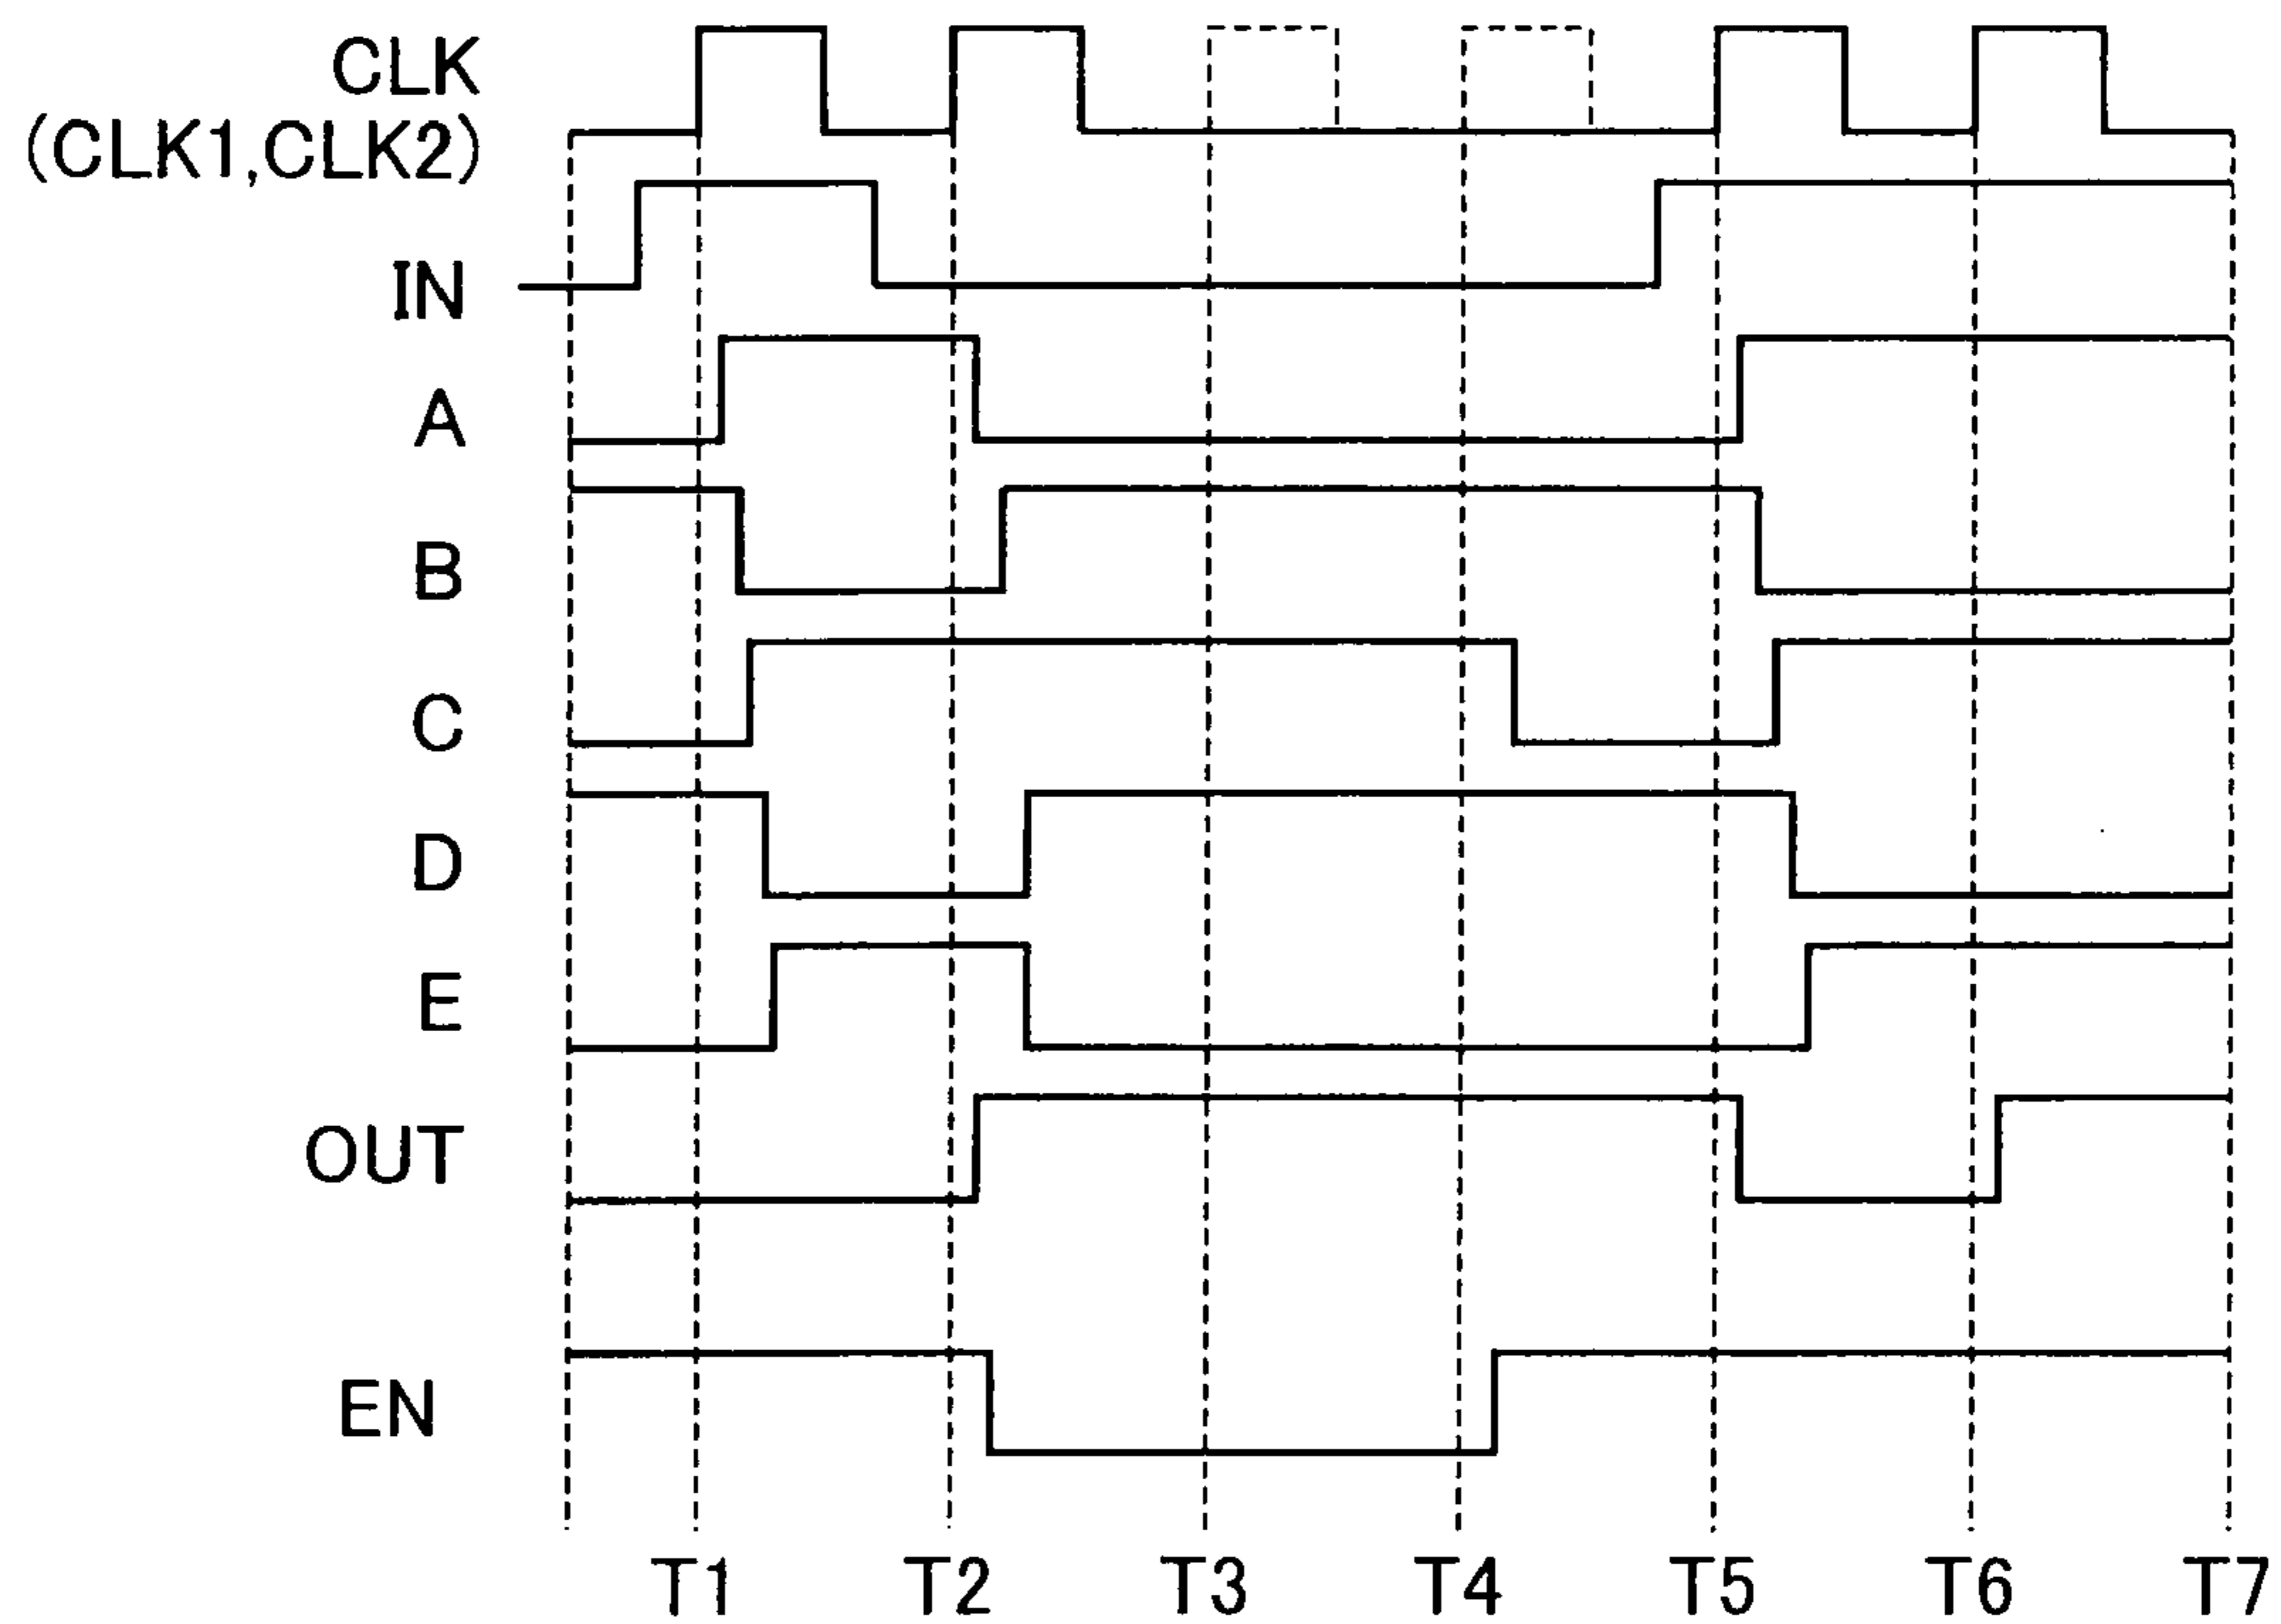 CLK
(CLK1,CLK2)
IN
A
B
C
D
E
OUT
EN
T1 T2 T3 T4 T5 T6 T7